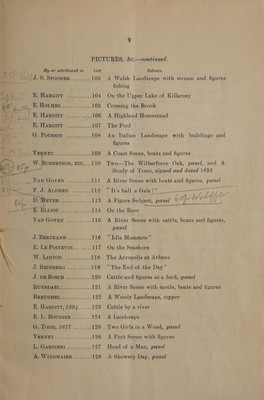 9
PICTURES, &c.—continued.
By or attributed to LOT Subject.
J. S. SPOONER ..........103 A Welsh Landscape with stream and figures
fishing
E. HARGITT ............104 On the Upper Lake of Killarney
E. HOLMES..............105 Crossing the Brook
E. HARGITT ............106 A Highland Homestead
E. HARGITT ............107 The Pool
G. POUSSIN ............108 An Italian Landscape with buildings and
figures
VERNET ................109 A Coast Scene, boats and figures
W. ROBERTSON, ETC...110 Two—The Wilberforce Oak, panel, and A
Study of Trees, signed and dated 1895
VAN GOYEN ............111 A River Scene with boats and figures, panel
F. J. ALDRED ..........112 "It's half a Gale!"
D. MEYER ..............113 A Figure Subject, panel
E. ELLIOT ..............114 On the Bure
VAN GOYEN ............115 A River Scene with cattle, boats and figures,
panel
J. BERTRAND............116 "Idle Moments"
E. LE POITEVIN........117 On the Seashore
W. LINTON ............118 The Acropolis at Athens
J. REINBERG ..........119 "The End of the Day"
J. DE BOSCH ............120 Cattle and figures at a ford, panel
RUYSDAEL..............121 A River Scene with cattle, boats and figures
BREUGHEL..............122 A Woody Landscape, copper
E. HARGITT, 1894 ......123 Cattle by a river
E. L. BOUDIER ..........124 A Landscape
G. TODD, 1877 ..........125 Two Girls in a Wood, panel
VERNET ................126 A Port Scene with figures
L. GARNIERI............127 Head of a Man, panel
A. WINDMAIER ..........128 A Showery Day, panel